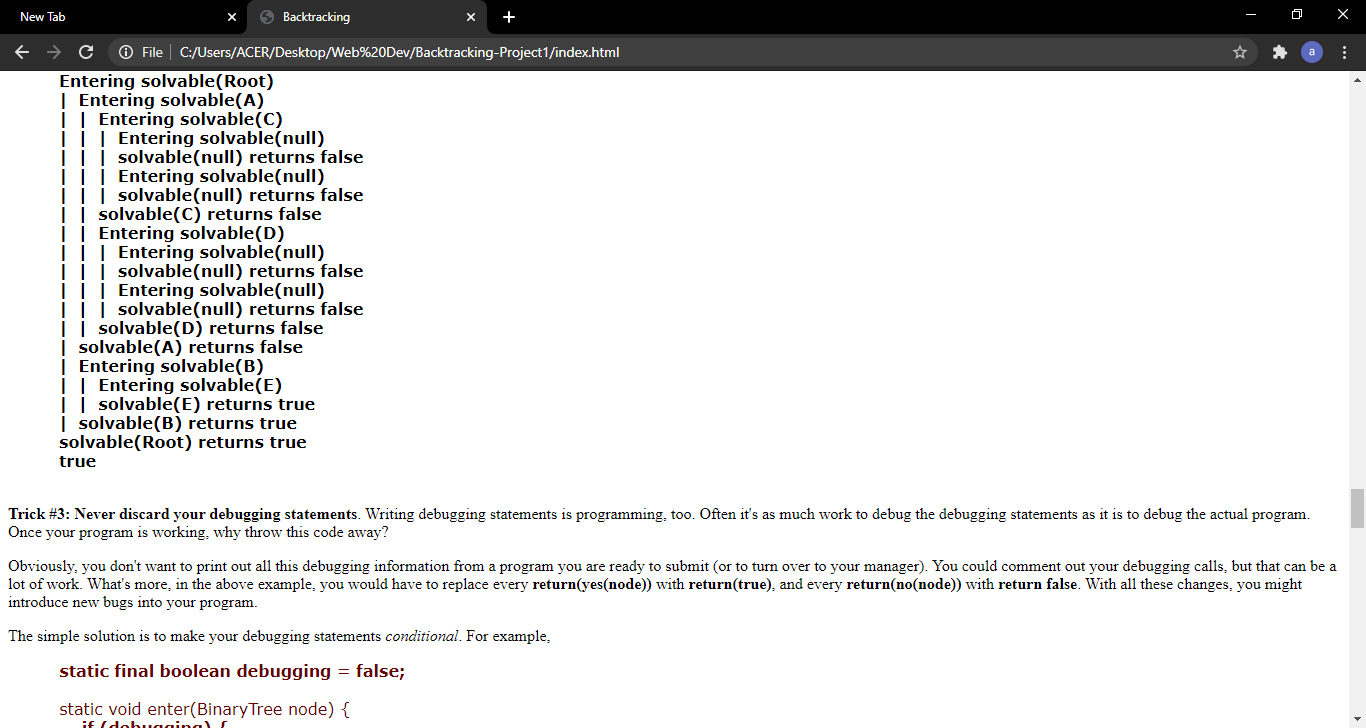 New Tab
Backtracking
File
C:/Users/ACER/Desktop/Web%20Dev/Backtracking-Project1/index.html
a
Entering solvable(Root)
| Entering solvable(A)
| | Entering solvable(C)
| | | Entering solvable(null)
| | | solvable(null) returns false
| | | Entering solvable(null)
| | | solvable(null) returns false
| | solvable(C) returns false
| | Entering solvable(D)
| | | Entering solvable(null)
| | | solvable(null) returns false
| | | Entering solvable(null)
| | | solvable(null) returns false
| | solvable(D) returns false
| solvable(A) returns false
| Entering solvable(B)
| | Entering solvable(E)
| | solvable(E) returns true
| solvable(B) returns true
solvable(Root) returns true
true
Trick #3: Never discard your debugging statements. Writing debugging statements is programming, too. Often it's as much work to debug the debugging statements as it is to debug the actual program.
Once your program is working, why throw this code away?
Obviously, you don't want to print out all this debugging information from a program you are ready to submit (or to turn over to your manager). You could comment out your debugging calls, but that can be a
lot of work. What's more, in the above example, you would have to replace every return(yes(node)) with return(true), and every return(no(node)) with return false. With all these changes, you might
introduce new bugs into your program.
The simple solution is to make your debugging statements conditional. For example,
static final boolean debugging = false;
static void enter(BinaryTree node) {
if (debugging) {